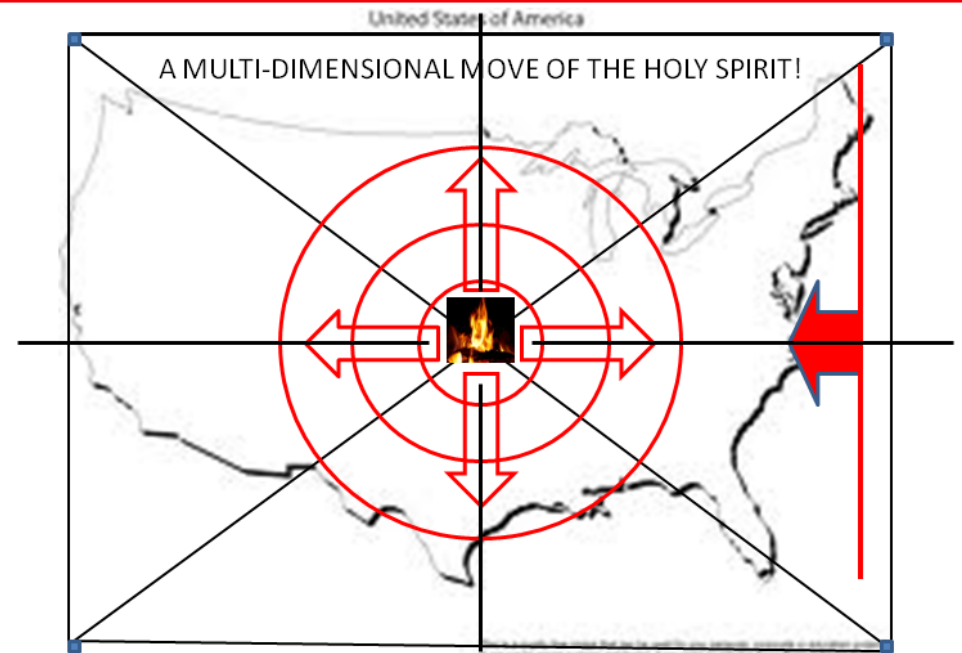 United States of America
A MULTI-DIMENSIONAL MOVE OF THE HOLY SPIRIT!